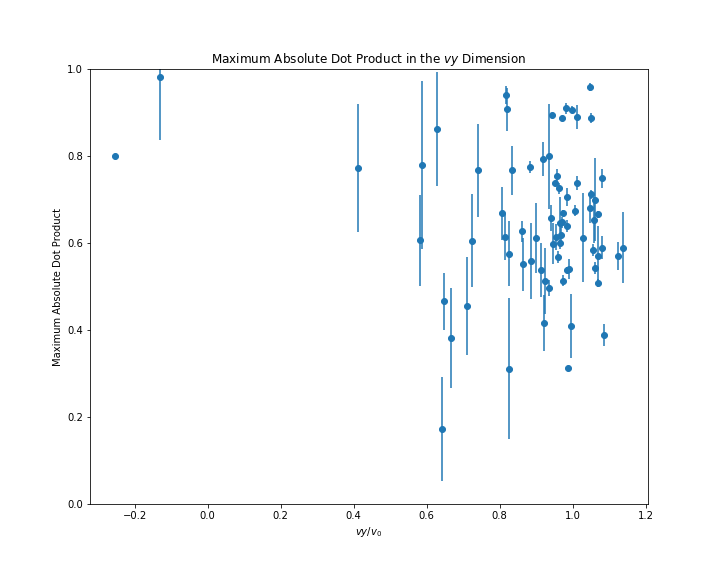 Maximum Absolute Dot Product in the vy Dimension
Maximum Absolute Dot Product
1.0
0.8
0.6
0.4
0.2
0.0
−0.2 0.0 0.2 0.4 0.6 0.8 1.0 1.2
vy/v₀